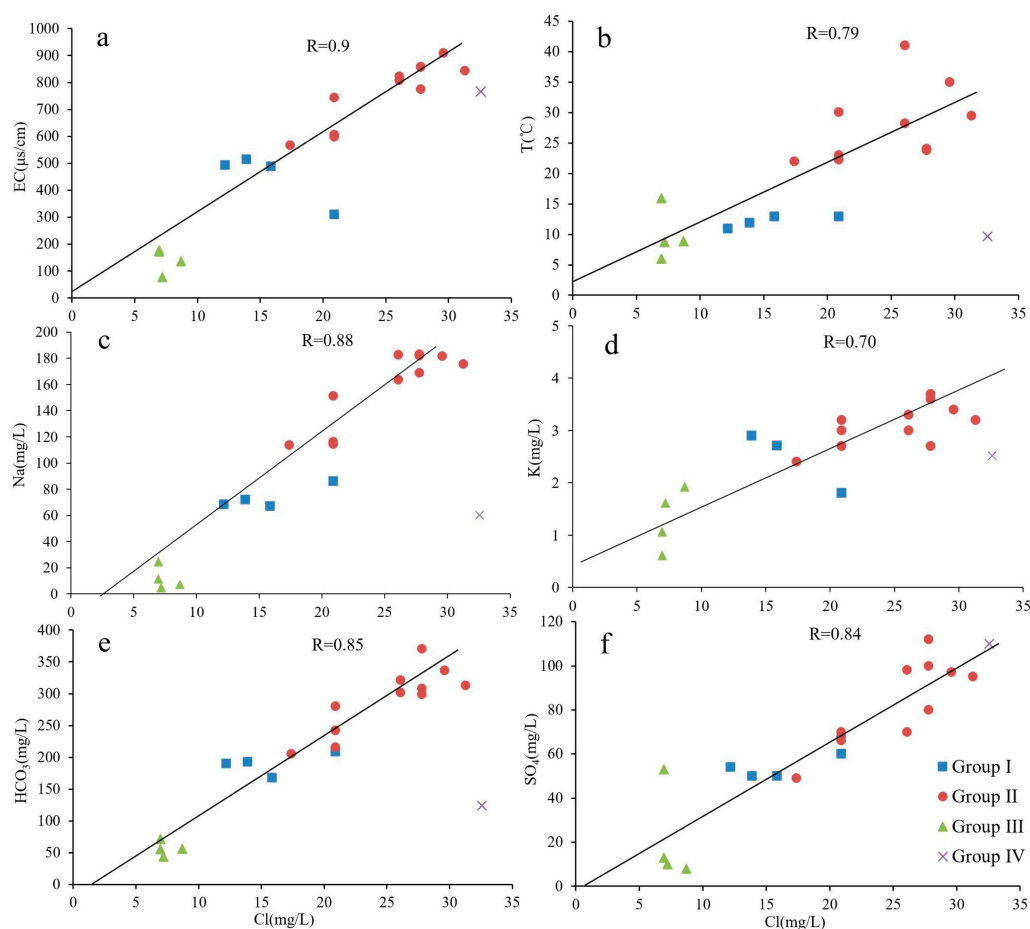 a
R=0.9
EC(μs/cm)
1000
900
800
700
600
500
400
300
200
100
0
0 5 10 15 20 25 30 35
b
R=0.79
T(℃)
45
40
35
30
25
20
15
10
5
0
0 5 10 15 20 25 30 35
c
R=0.88
Na(mg/L)
200
180
160
140
120
100
80
60
40
20
0
0 5 10 15 20 25 30 35
d
R=0.70
K(mg/L)
5
4
3
2
1
0
0 5 10 15 20 25 30 35
e
R=0.85
HCO3(mg/L)
400
350
300
250
200
150
100
50
0
0 5 10 15 20 25 30 35
Cl(mg/L)
f
R=0.84
SO4(mg/L)
120
100
80
60
40
20
0
0 5 10 15 20 25 30 35
Cl(mg/L)
Group I
Group II
Group III
Group IV